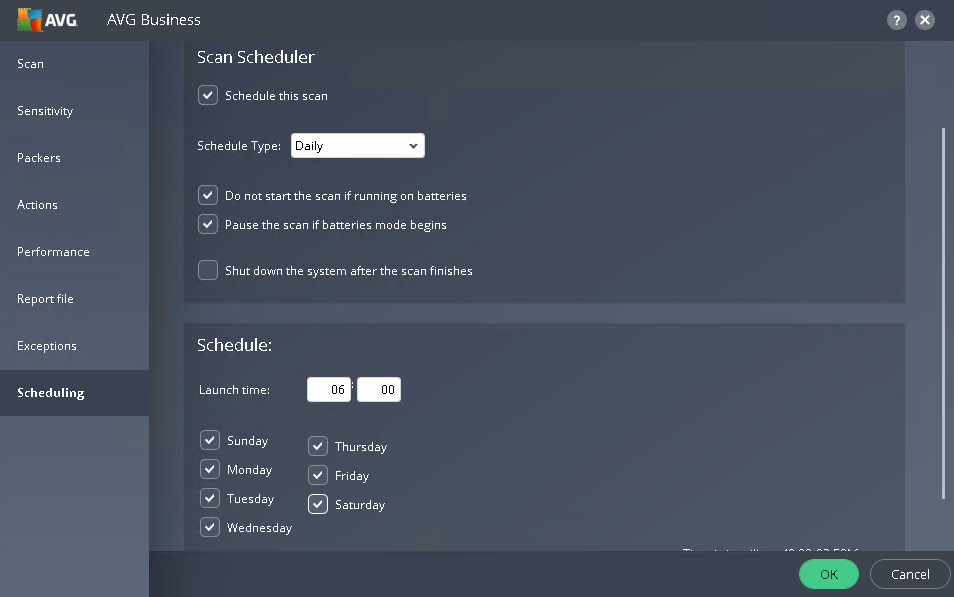 AVG
AVG Business
?
Scan
Sensitivity
Packers
Actions
Performance
Report file
Exceptions
Scheduling
Scan Scheduler
Schedule this scan
Schedule Type: Daily
Do not start the scan if running on batteries
Pause the scan if batteries mode begins
Shut down the system after the scan finishes
Schedule:
Launch time: 06 : 00
Sunday
Monday
Tuesday
Wednesday
Thursday
Friday
Saturday
OK
Cancel